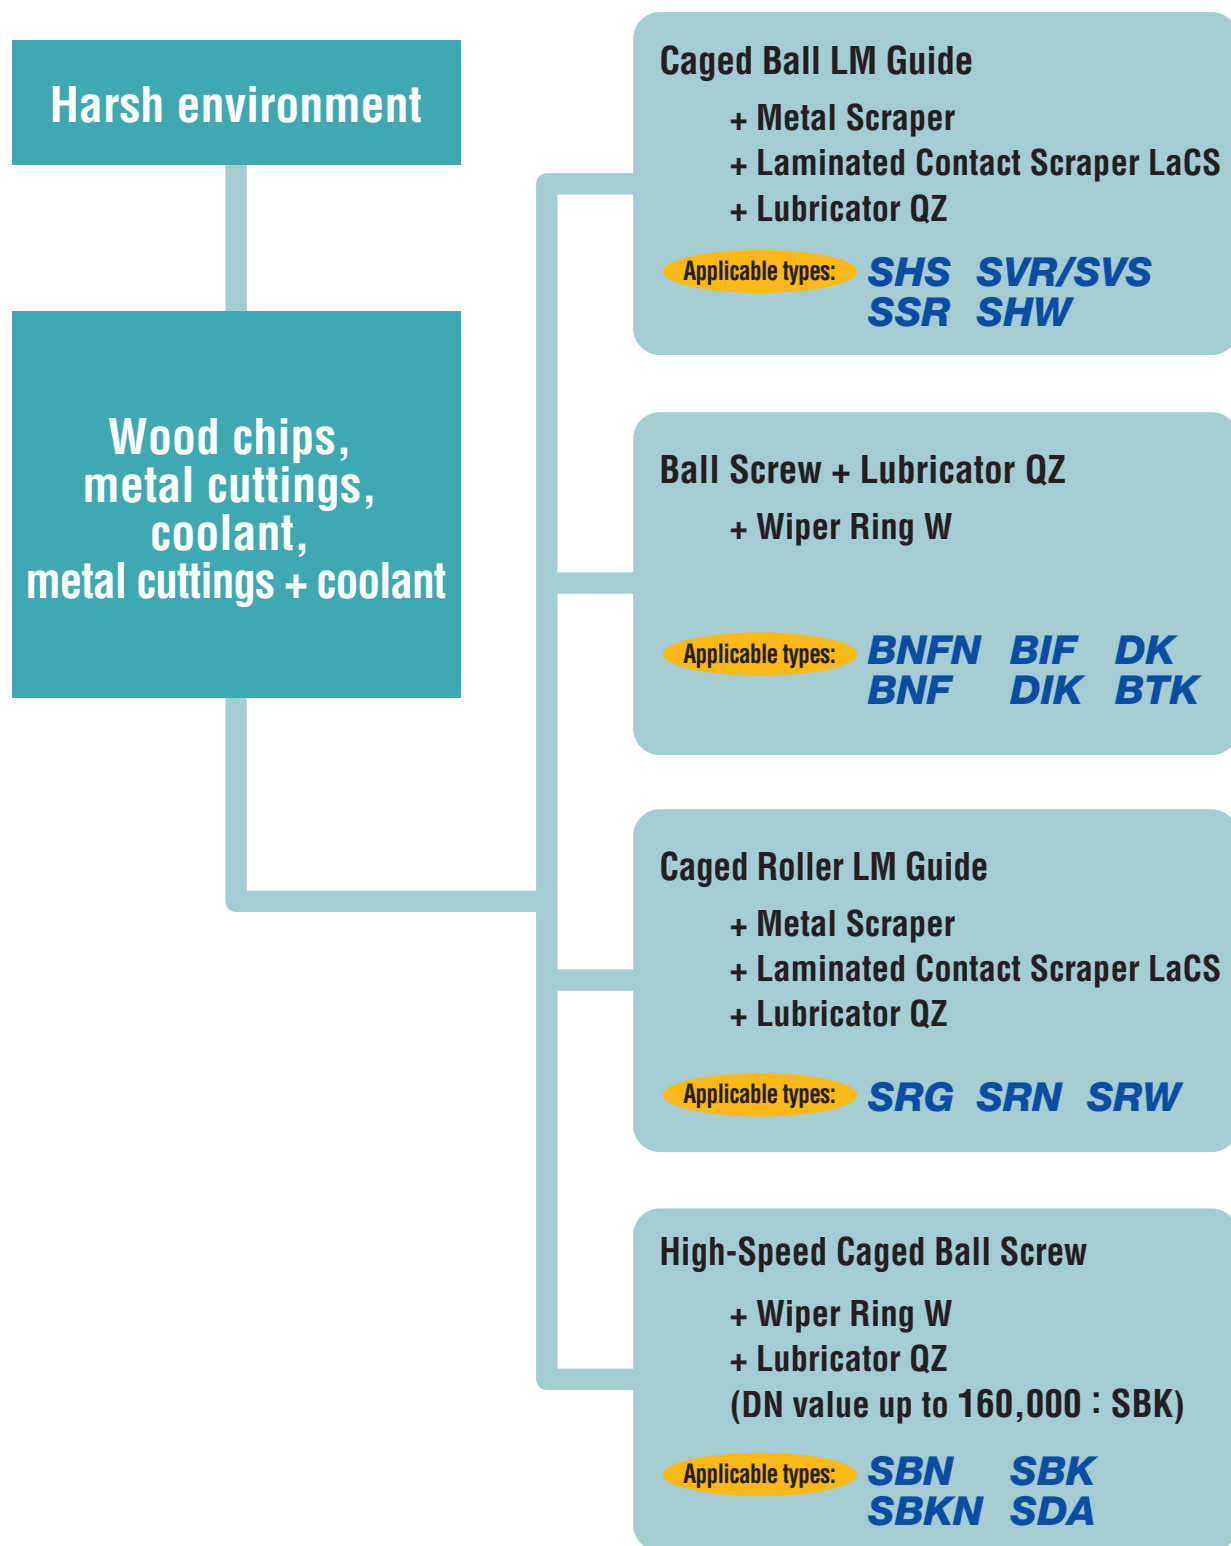 Harsh environment
Wood chips,
metal cuttings,
coolant,
metal cuttings + coolant
Caged Ball LM Guide
+ Metal Scraper
+ Laminated Contact Scraper LaCS
+ Lubricator QZ
Applicable types: SHS SVR/SVS
SSR SHW
Ball Screw + Lubricator QZ
+ Wiper Ring W
Applicable types: BNFN BIF DK
BNF DIK BTK
Caged Roller LM Guide
+ Metal Scraper
+ Laminated Contact Scraper LaCS
+ Lubricator QZ
Applicable types: SRG SRN SRW
High-Speed Caged Ball Screw
+ Wiper Ring W
+ Lubricator QZ
(DN value up to 160,000 : SBK)
Applicable types: SBN SBK
SBKN SDA